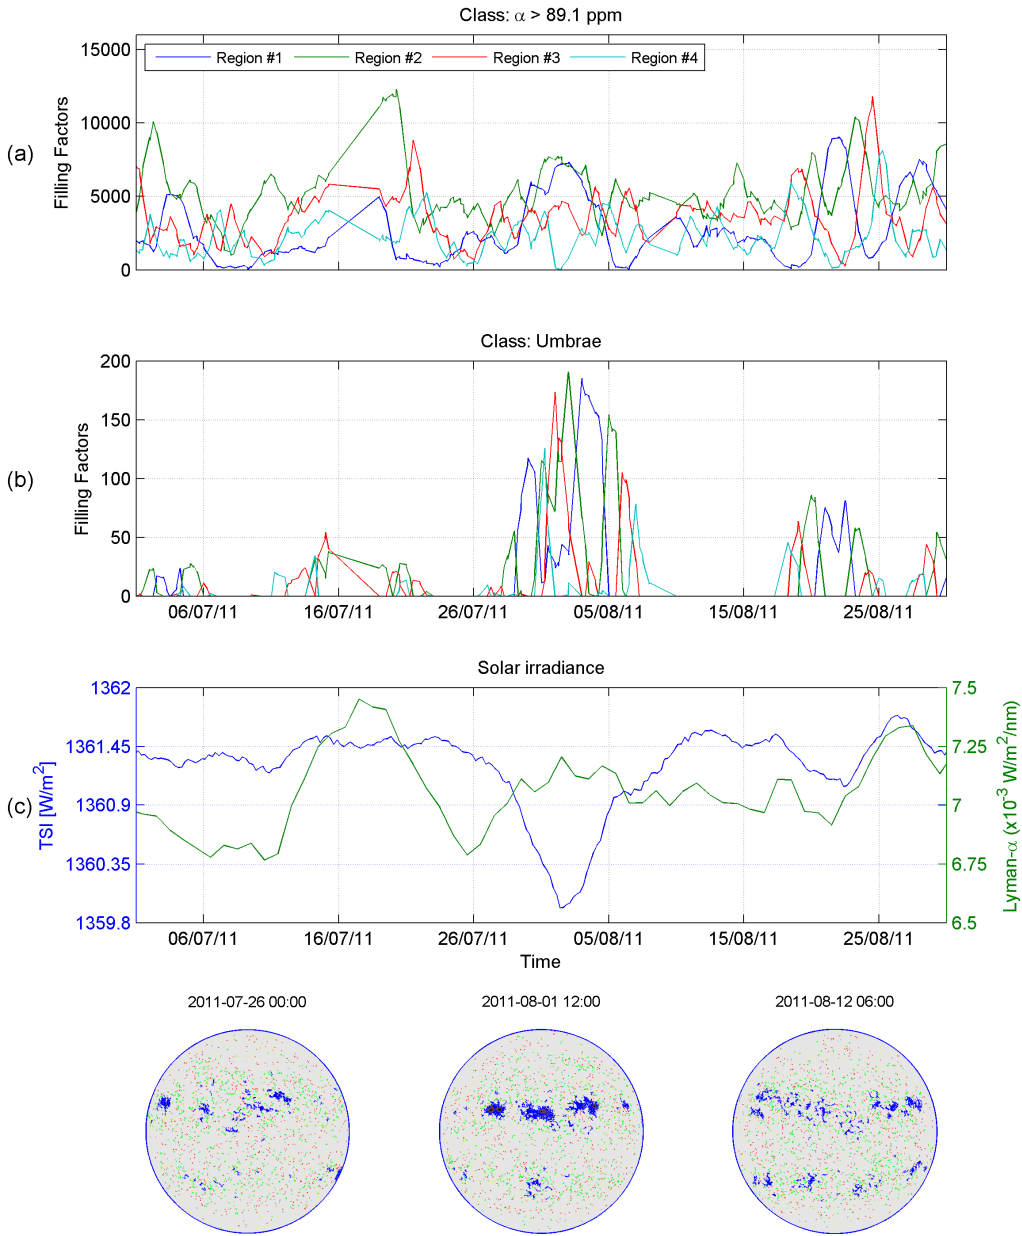 Class: α > 89.1 ppm
15000
10000
5000
0
Filling Factors
(a)
Region #1
Region #2
Region #3
Region #4
Class: Umbrae
200
150
100
50
0
Filling Factors
(b)
06/07/11
16/07/11
26/07/11
05/08/11
15/08/11
25/08/11
Solar irradiance
1362
1361.45
1360.9
1360.35
1359.8
TSI [W/m²]
(c)
7.5
7.25
7
6.75
6.5
Lyman-α (x10⁻³ W/m²/nm)
06/07/11
16/07/11
26/07/11
05/08/11
15/08/11
25/08/11
Time
2011-07-26 00:00
2011-08-01 12:00
2011-08-12 06:00